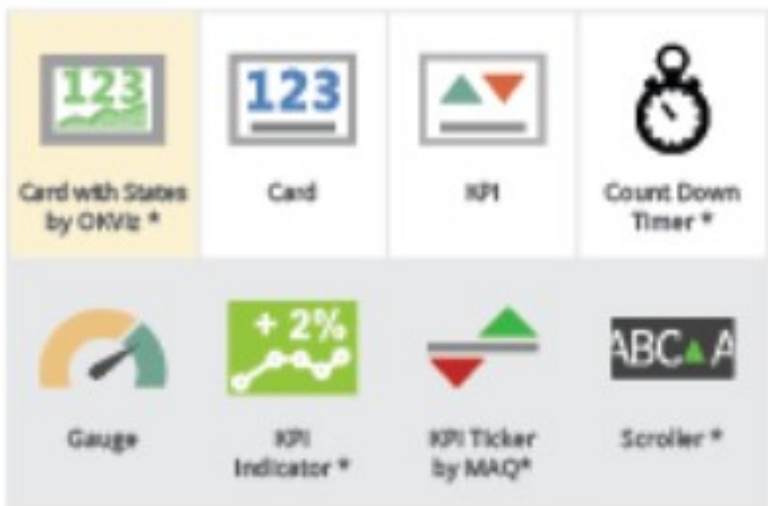 123
123
Card with States
by OKViz *
Card
KPI
Count Down
Timer *
+ 2%
ABC▲A
Gauge
KPI
Indicator *
KPI Ticker
by MAQ*
Scroller *